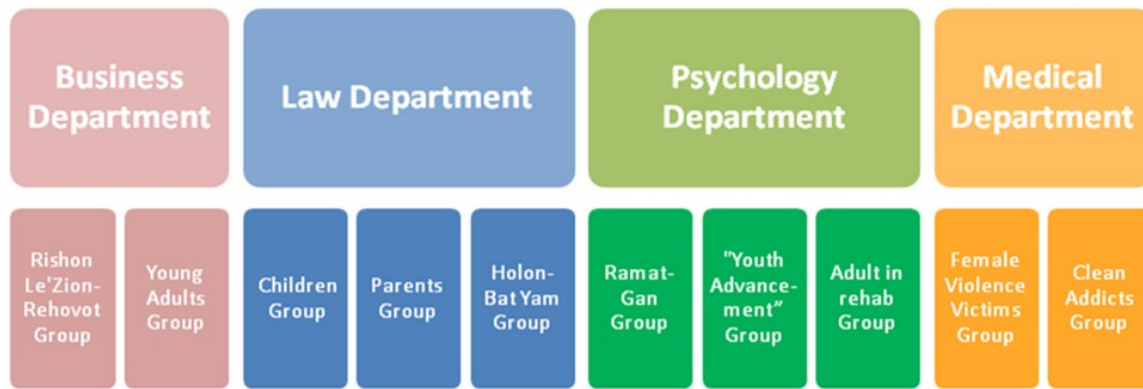 Business
Department
Law Department
Psychology
Department
Medical
Department
Rishon
Le'Zion-
Rehovot
Group
Young
Adults
Group
Children
Group
Parents
Group
Holon-
Bat Yam
Group
Ramat-
Gan
Group
"Youth
Advance-
ment”
Group
Adult in
rehab
Group
Female
Violence
Victims
Group
Clean
Addicts
Group